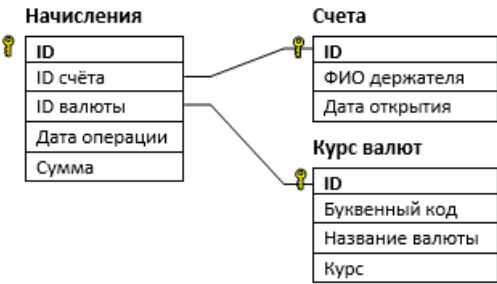 Начисления
ID
ID счёта
ID валюты
Дата операции
Сумма
Счета
ID
ФИО держателя
Дата открытия
Курс валют
ID
Буквенный код
Название валюты
Курс